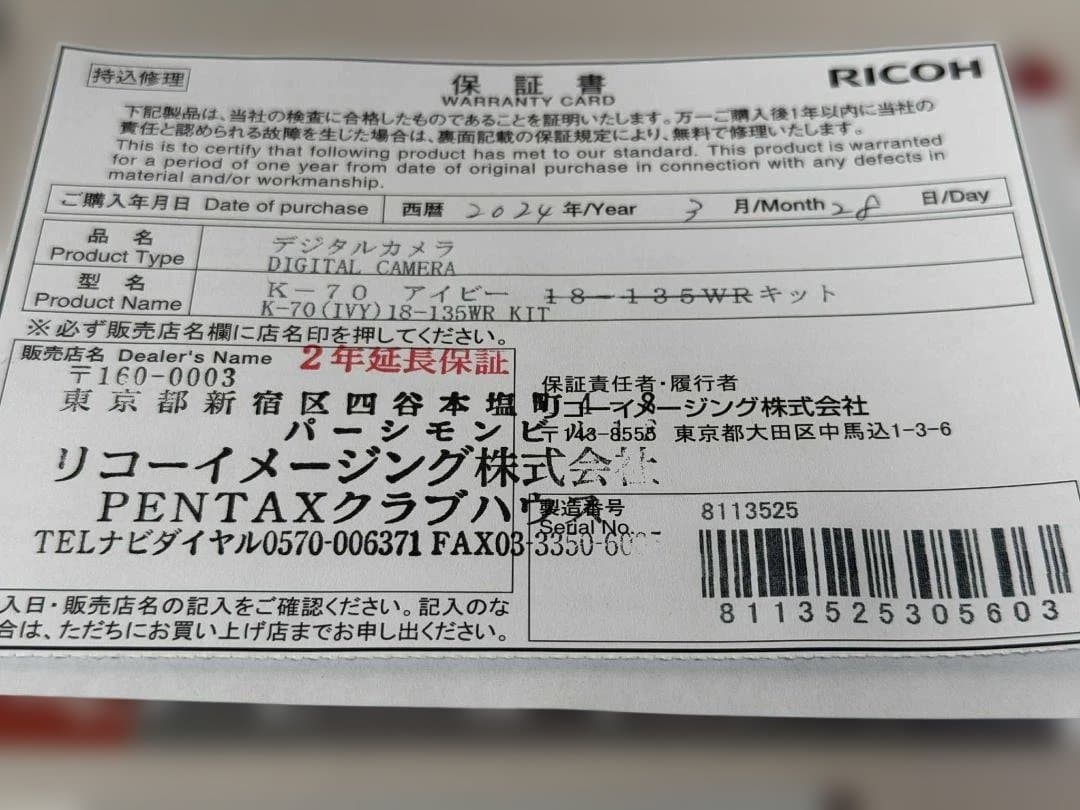 持込修理
保証書
RICOH
WARRANTY CARD
下記製品は、当社の検査に合格したものであることを証明いたします。万一ご購入後1年以内に当社の
責任と認められる故障を生じた場合は、裏面記載の保証規定により、無料で修理いたします。
This is to certify that following product has met to our standard. This product is warranted
for a period of one year from date of original purchase in connection with any defects in
material and/or workmanship.
ご購入年月日 Date of purchase 西暦 2024 年/Year 3 月/Month 28 日/Day
品名 デジタルカメラ
Product Type DIGITAL CAMERA
型名 K-70 アイビー 18-135WRキット
Product Name K-70(IVY)18-135WR KIT
※必ず販売店名欄に店名印を押してください。
販売店名 Dealer's Name 2年延長保証
〒160-0003
東京都新宿区四谷本塩町
パーシモンビル
リコーイメージング株式会社
PENTAXクラブハウス
TELナビダイヤル0570-006371 FAX03-3350-
保証責任者・履行者
リコーイメージング株式会社
〒143-8555 東京都大田区中馬込1-3-6
製造番号 8113525
Serial No.
8113525305603
入日・販売店名の記入をご確認ください。記入のな
合は、ただちにお買い上げ店までお申し出ください。